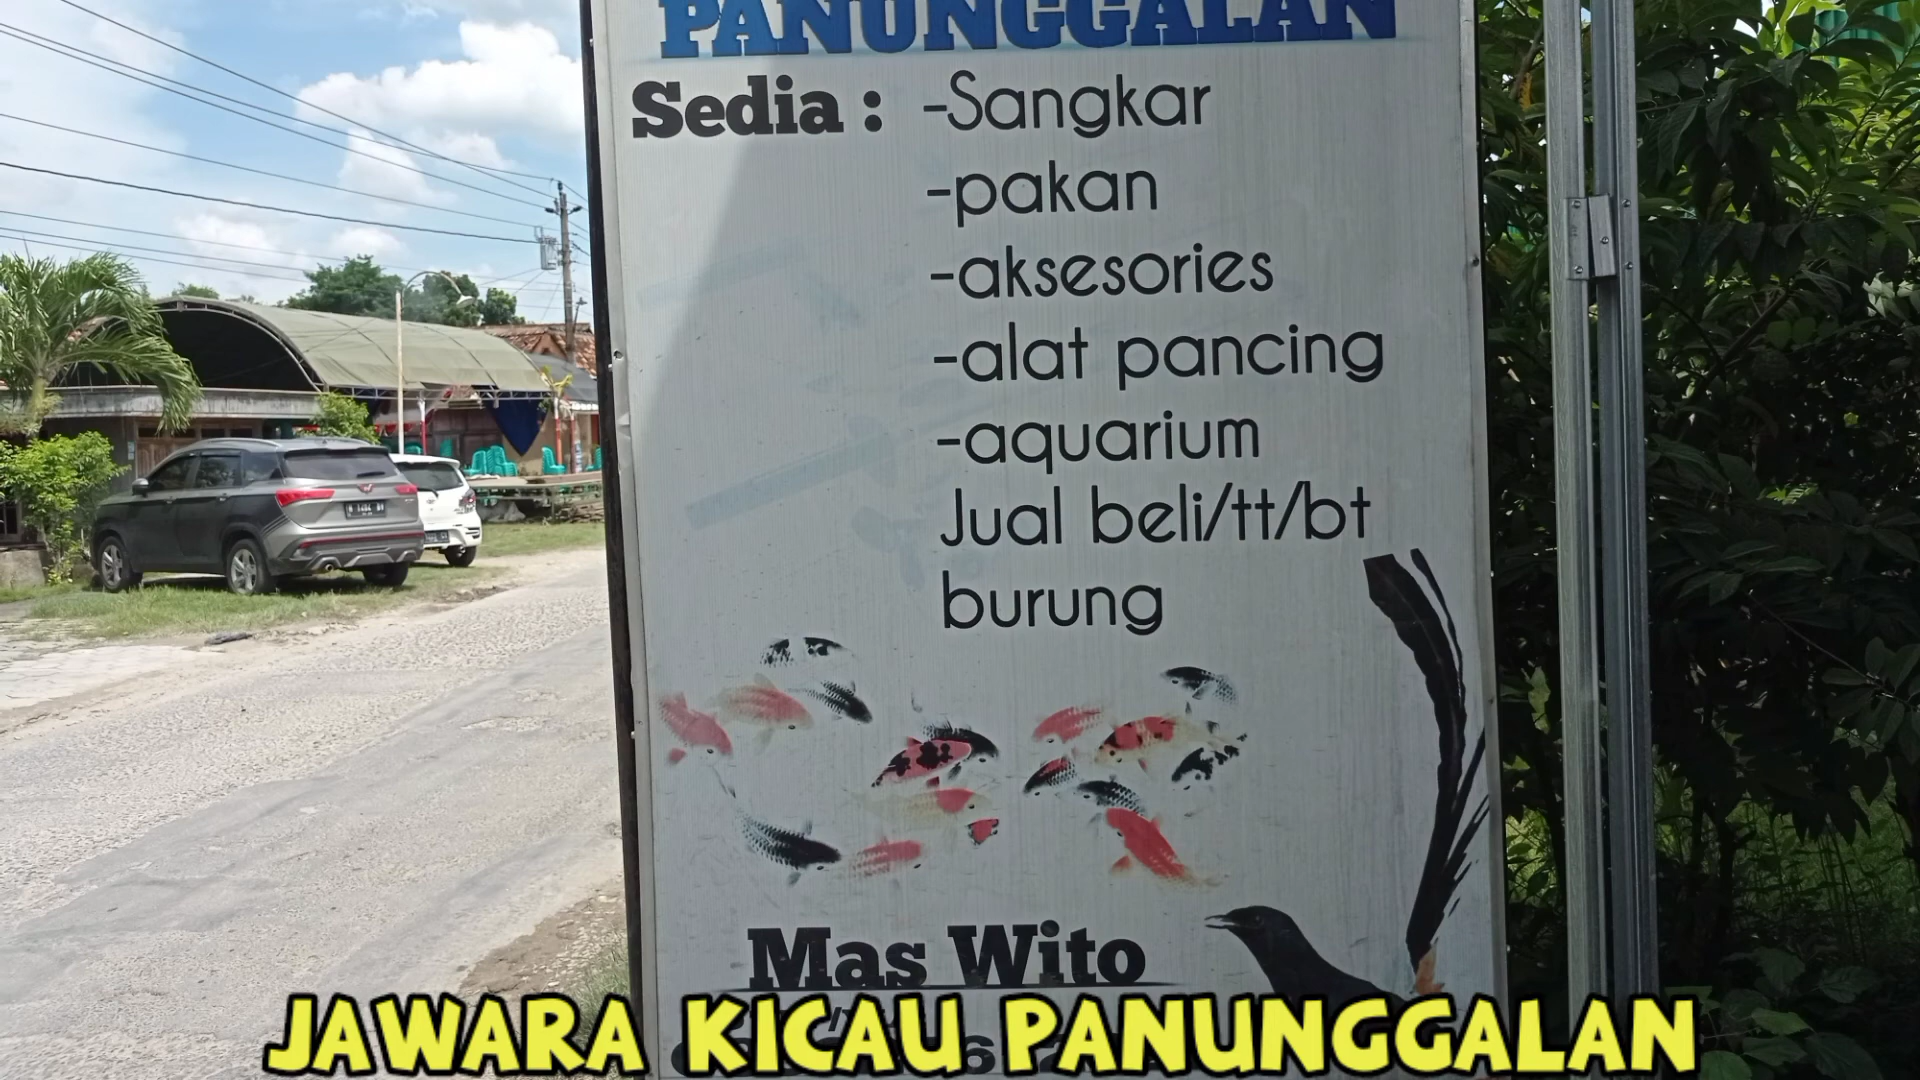 PANUNGGALAN
Sedia : -Sangkar
-pakan
-aksesories
-alat pancing
-aquarium
Jual beli/tt/bt
burung
Mas Wito
JAWARA KICAU PANUNGGALAN